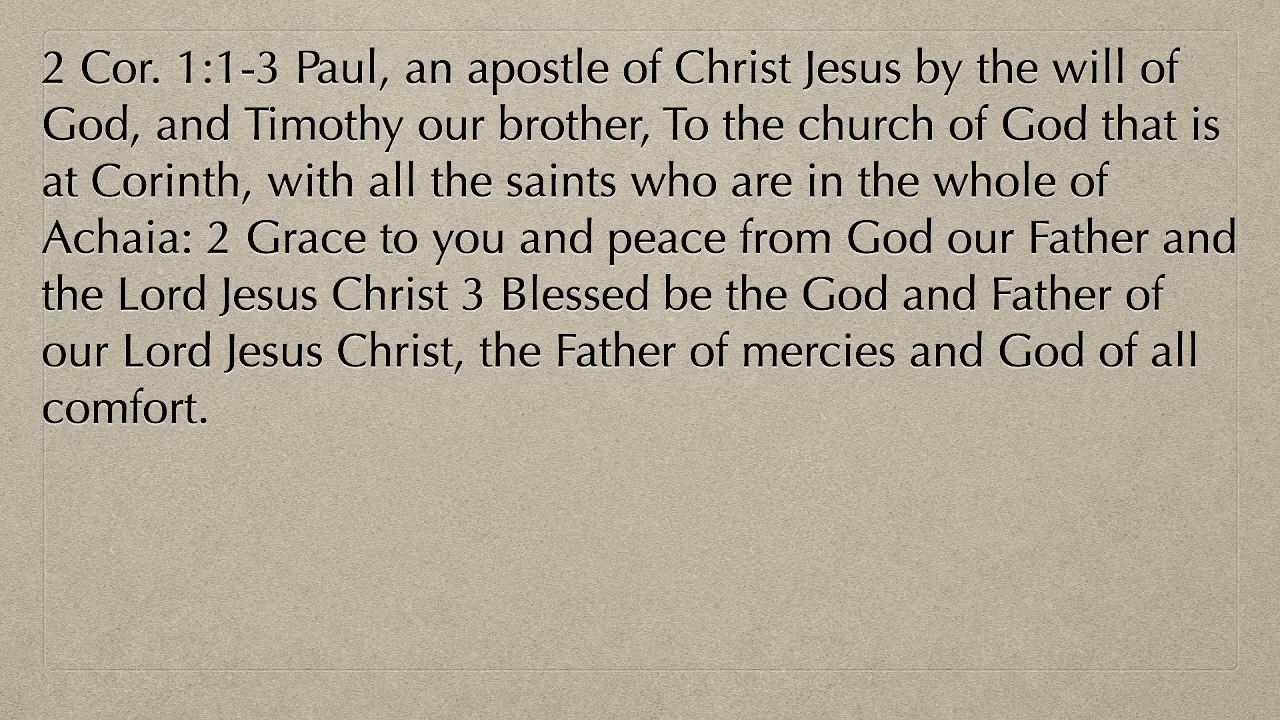 2 Cor. 1:1-3 Paul, an apostle of Christ Jesus by the will of
God, and Timothy our brother, To the church of God that is
at Corinth, with all the saints who are in the whole of
Achaia: 2 Grace to you and peace from God our Father and
the Lord Jesus Christ 3 Blessed be the God and Father of
our Lord Jesus Christ, the Father of mercies and God of all
comfort.